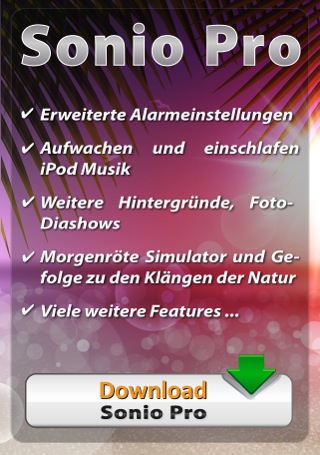 Sonio Pro
✔ Erweiterte Alarmeinstellungen
✔ Aufwachen und einschlafen
iPod Musik
✔ Weitere Hintergründe, Foto-
Diashows
✔ Morgenröte Simulator und Ge-
folge zu den Klängen der Natur
✔ Viele weitere Features ...
Download
Sonio Pro